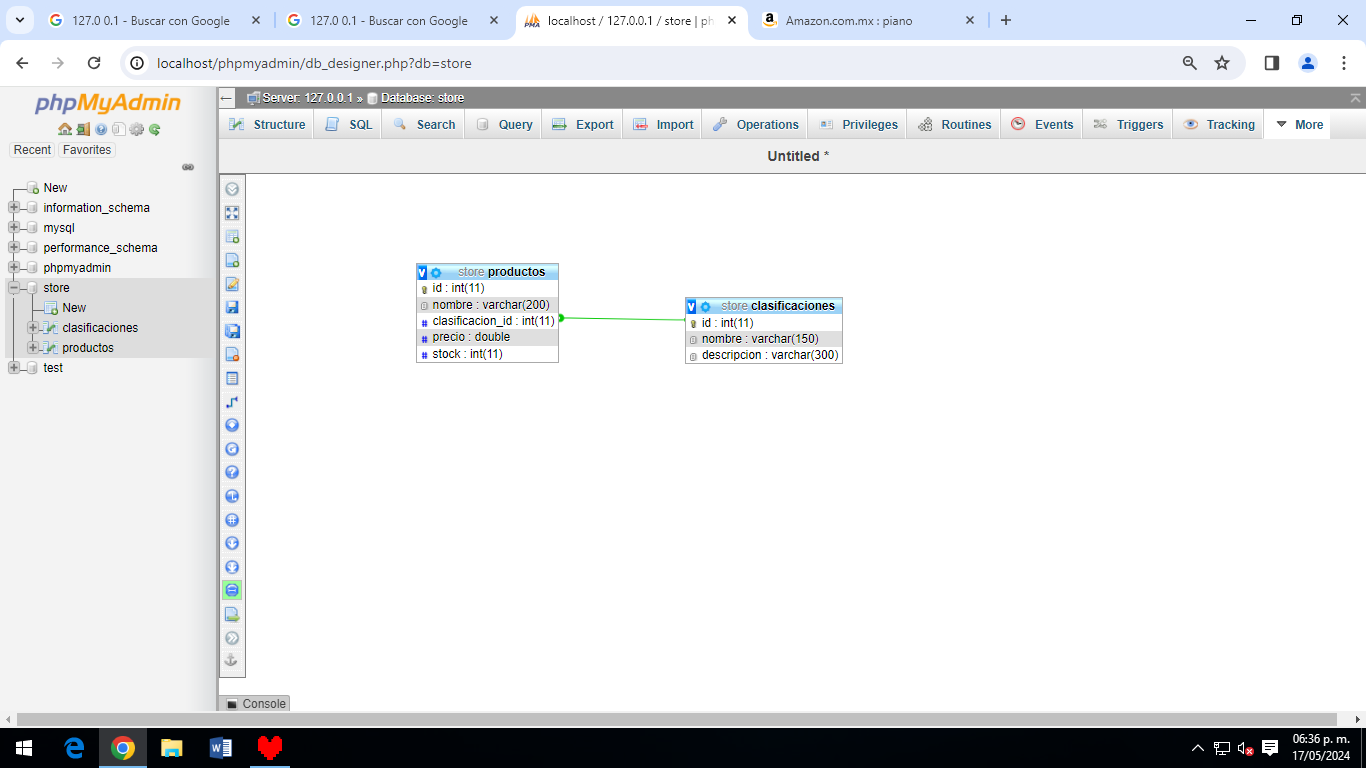 127.0 0.1 - Buscar con Google
127.0 0.1 - Buscar con Google
localhost / 127.0.0.1 / store | ph
Amazon.com.mx : piano
localhost/phpmyadmin/db_designer.php?db=store
phpMyAdmin
Recent Favorites
New
information_schema
mysql
performance_schema
phpmyadmin
store
New
clasificaciones
productos
test
Server: 127.0.0.1 » Database: store
Structure SQL Search Query Export Import Operations Privileges Routines Events Triggers Tracking More
Untitled *
store productos
id : int(11)
nombre : varchar(200)
clasificacion_id : int(11)
precio : double
stock : int(11)
store clasificaciones
id : int(11)
nombre : varchar(150)
descripcion : varchar(300)
Console
06:36 p. m.
17/05/2024